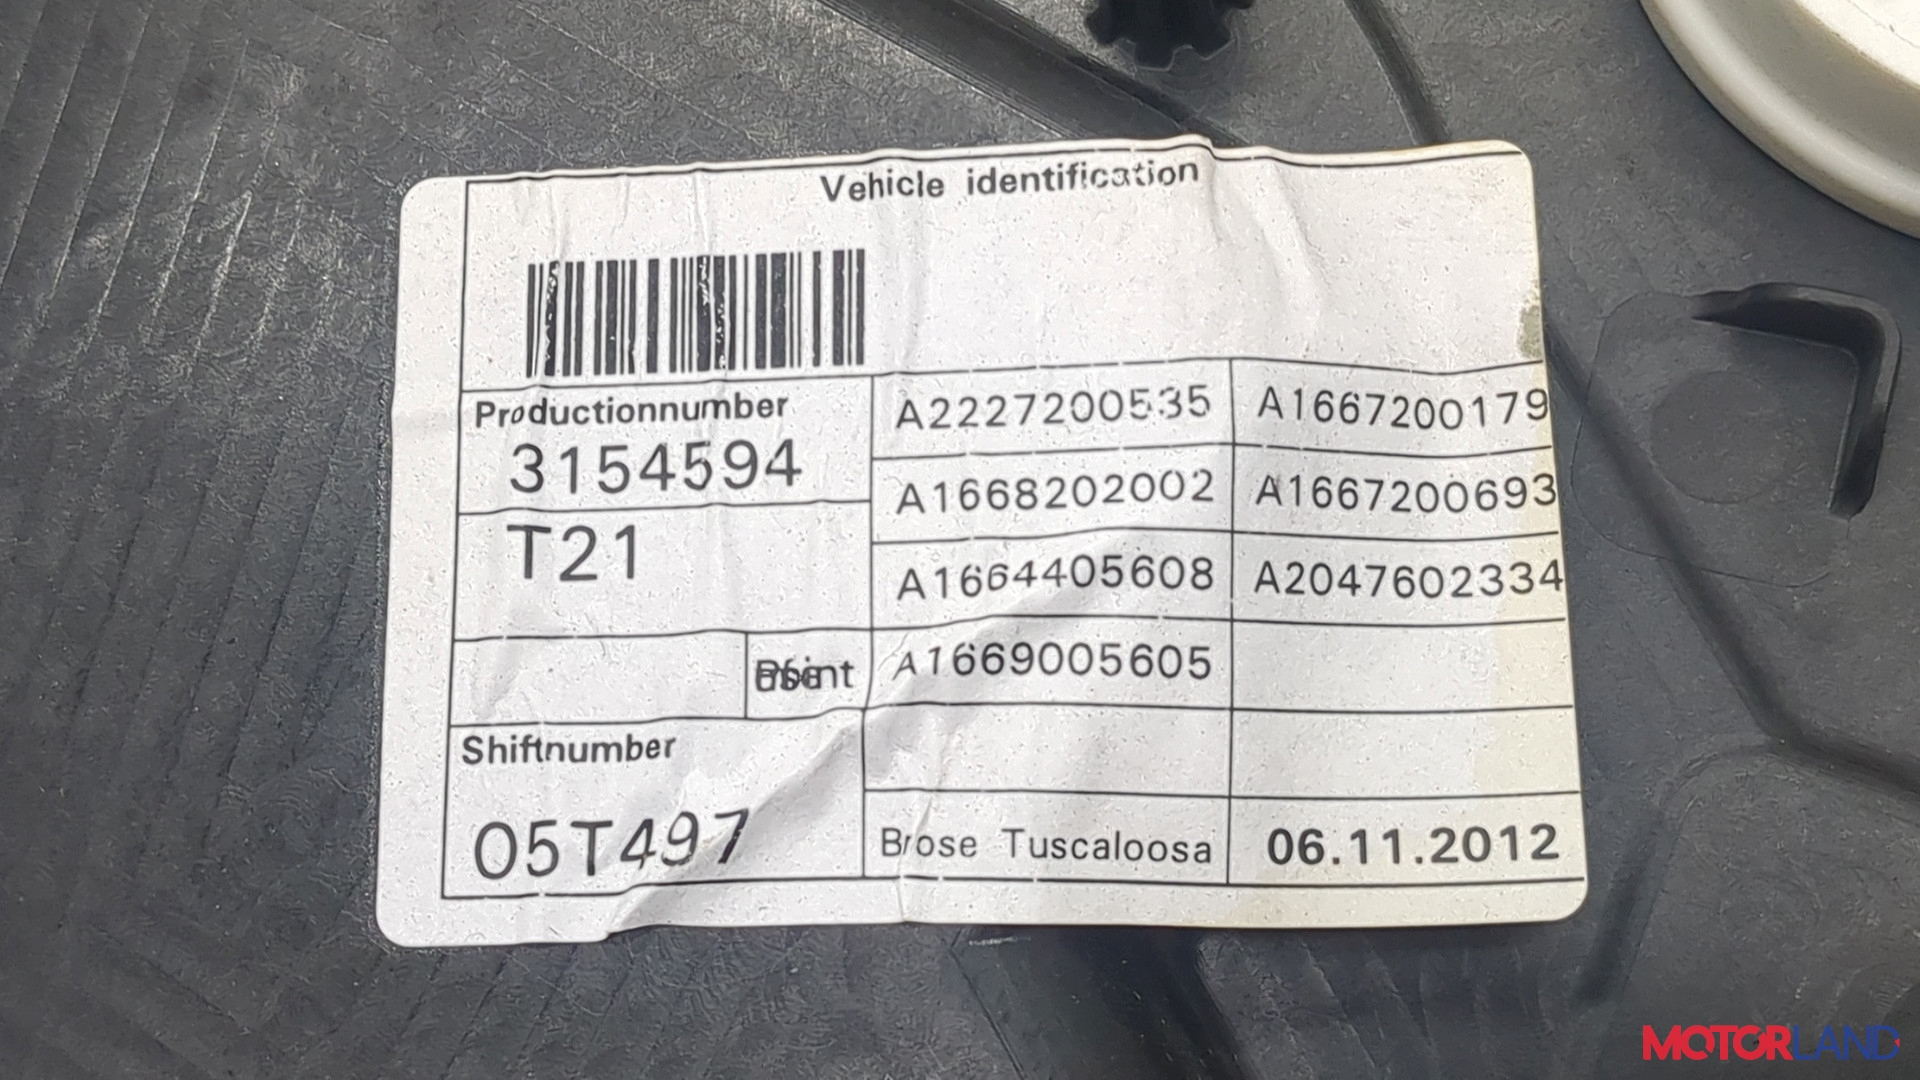 Vehicle identification
Productionnumber
3154594
T21
Shiftnumber
05T497
A2227200535 A1667200179
A1668202002 A1667200693
A1664405608 A2047602334
A1669005605
Brose Tuscaloosa 06.11.2012
MOTORLAND